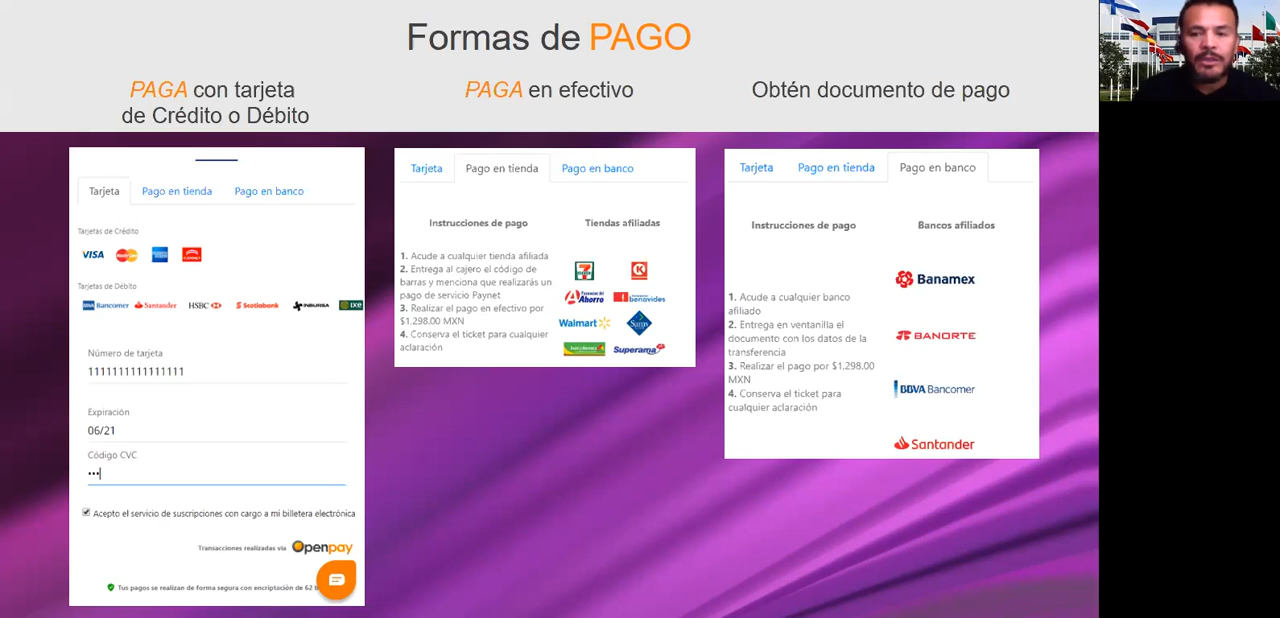 Formas de PAGO
PAGA con tarjeta
de Crédito o Débito
PAGA en efectivo
Obtén documento de pago
Tarjeta
Pago en tienda
Pago en banco
Tarjetas de Crédito
VISA
Tarjetas de Débito
BBVA Bancomer
Santander
HSBC
Scotiabank
INBURSA
IXE
Número de tarjeta
1111111111111111
Expiración
06/21
Código CVC
•••
Acepto el servicio de suscripciones con cargo a mi billetera electrónica
Transacciones realizadas vía Openpay
Tus pagos se realizan de forma segura con encriptación de 62
Tarjeta
Pago en tienda
Pago en banco
Instrucciones de pago
1. Acude a cualquier tienda afiliada
2. Entrega al cajero el código de
barras y menciona que realizarás un
pago de servicio Paynet
3. Realizar el pago en efectivo por
$1,298.00 MXN
4. Conserva el ticket para cualquier
aclaración
Tiendas afiliadas
Ahorro
benavides
Walmart
Sam's
Superama
Tarjeta
Pago en tienda
Pago en banco
Instrucciones de pago
1. Acude a cualquier banco
afiliado
2. Entrega en ventanilla el
documento con los datos de la
transferencia
3. Realizar el pago por $1,298.00
MXN
4. Conserva el ticket para
cualquier aclaración
Bancos afiliados
Banamex
BANORTE
BBVA Bancomer
Santander